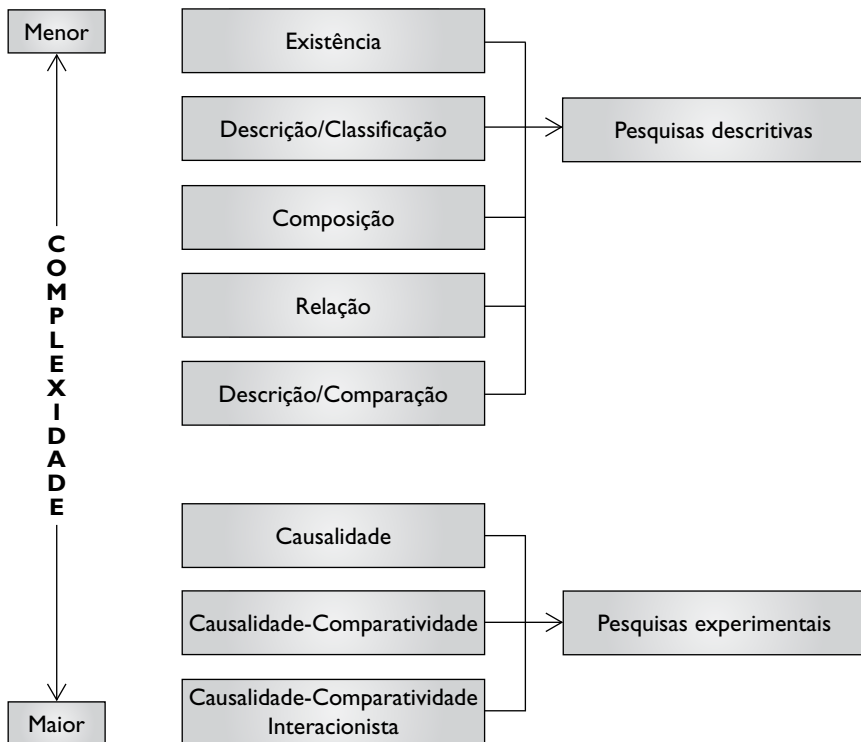 Menor
Existência
Descrição/Classificação
Pesquisas descritivas
Composição
COMPLEXIDADE
Relação
Descrição/Comparação
Causalidade
Causalidade-Comparatividade
Pesquisas experimentais
Causalidade-Comparatividade
Interacionista
Maior